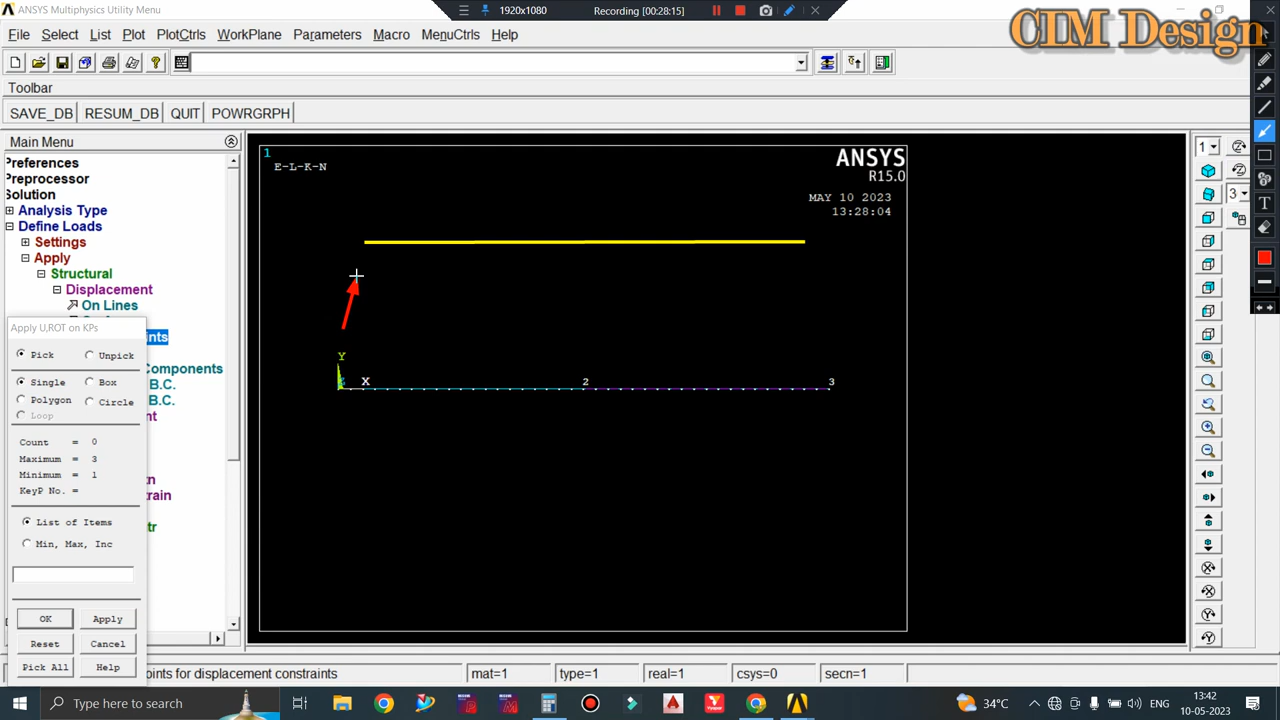 ANSYS Multiphysics Utility Menu
1920x1080
Recording [00:28:15]
CIM Design
File Select List Plot PlotCtrls WorkPlane Parameters Macro MenuCtrls Help
Toolbar
SAVE_DB RESUM_DB QUIT POWRGRPH
Main Menu
Preferences
Preprocessor
Solution
Analysis Type
Define Loads
Settings
Apply
Structural
Displacement
On Lines
Apply U,ROT on KPs
Pick Unpick
Single Box
Polygon Circle
Loop
Count = 0
Maximum = 3
Minimum = 1
KeyP No. =
List of Items
Min, Max, Inc
OK Apply
Reset Cancel
Pick All Help
Components
B.C.
B.C.
1
E-L-K-N
ANSYS
R15.0
MAY 10 2023
13:28:04
Y
X 2 3
1
3
T
for displacement constraints
mat=1 type=1 real=1 csys=0 secn=1
Type here to search
ENG
13:42
10-05-2023